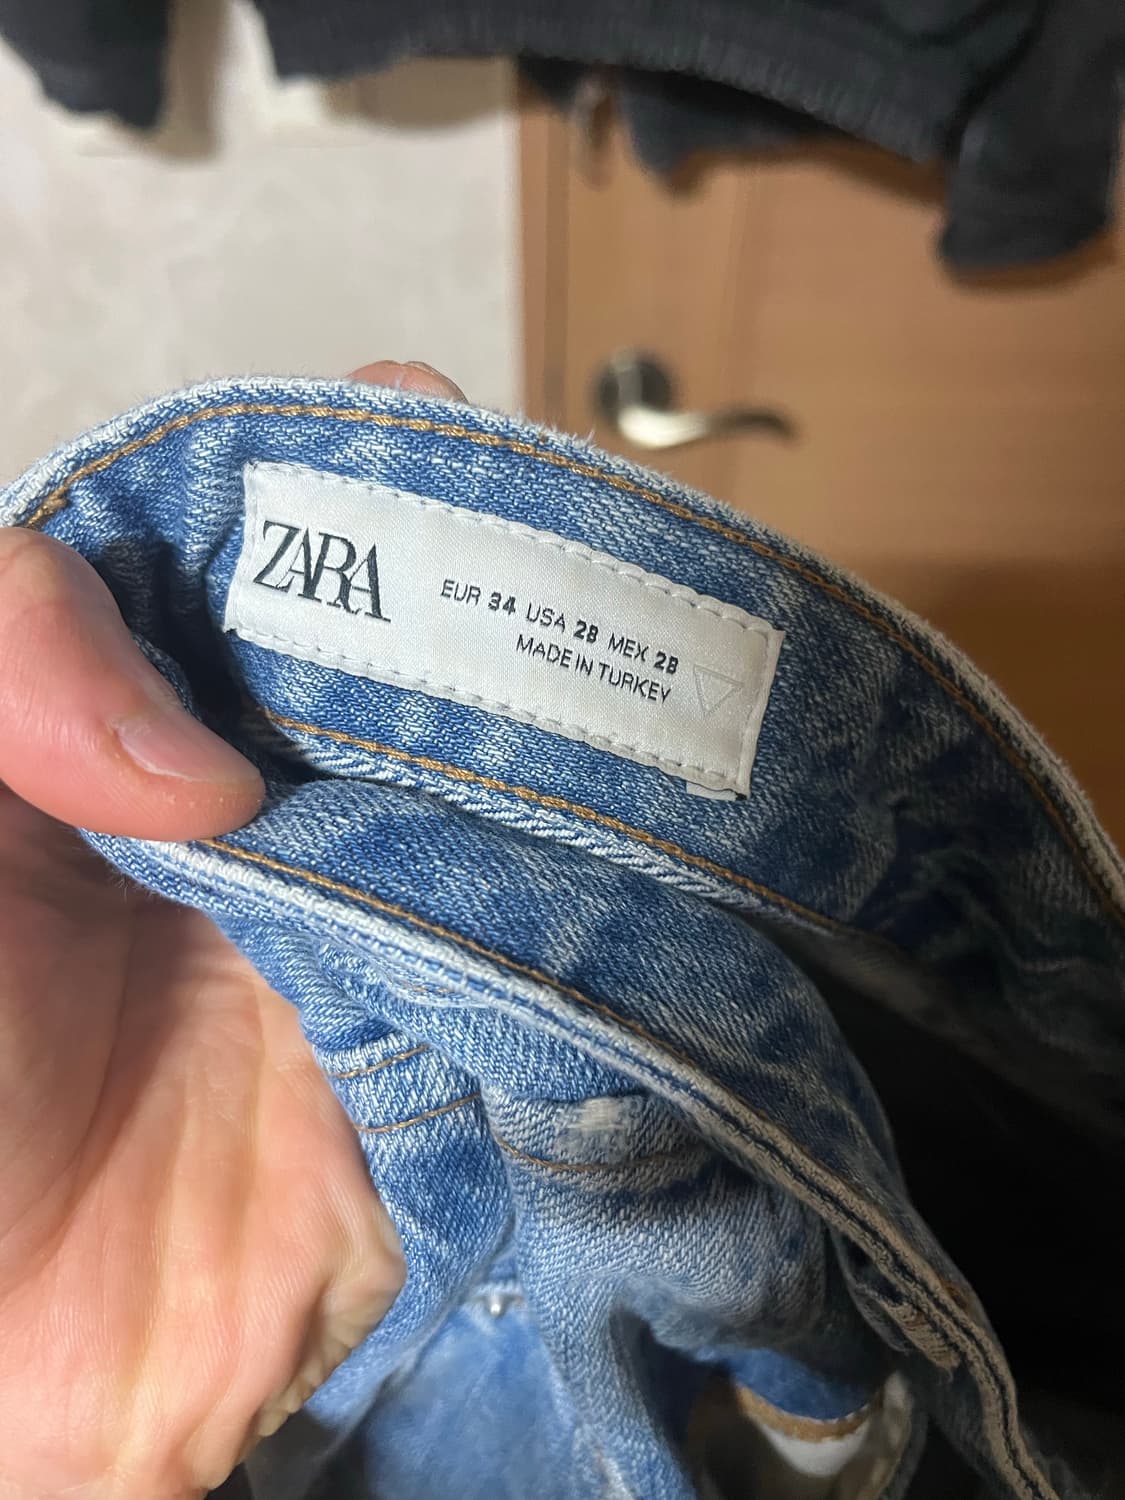 ZARA
EUR 34 USA 28 MEX 28
MADE IN TURKEY